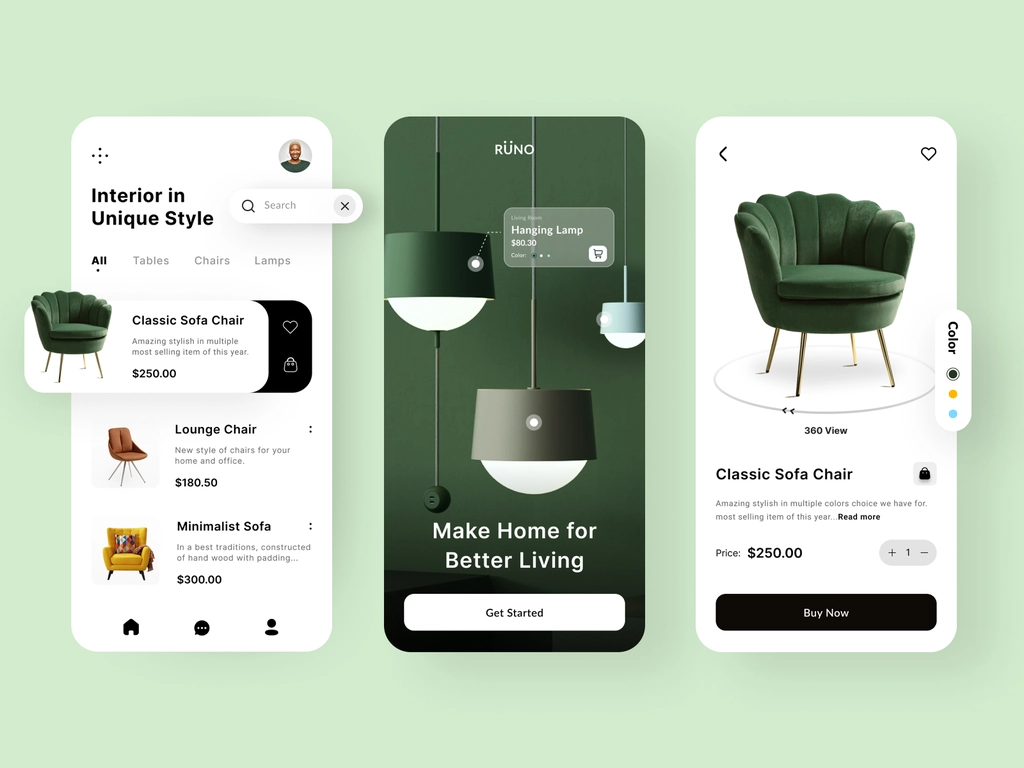 Interior in
Unique Style
Search
All Tables Chairs Lamps
Classic Sofa Chair
Amazing stylish in multiple
most selling item of this year.
$250.00
Lounge Chair
New style of chairs for your
home and office.
$180.50
Minimalist Sofa
In a best traditions, constructed
of hand wood with padding...
$300.00
RÜNO
Living Room
Hanging Lamp
$80.30
Color:
Make Home for
Better Living
Get Started
Color
360 View
Classic Sofa Chair
Amazing stylish in multiple colors choice we have for.
most selling item of this year...Read more
Price: $250.00
+ 1 −
Buy Now